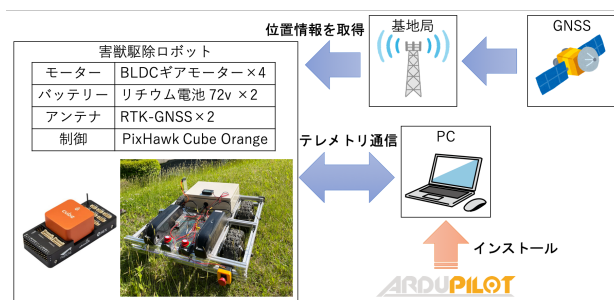 位置情報を取得
基地局
GNSS
害獣駆除ロボット
モーター BLDCギアモーター×4
バッテリー リチウム電池 72v ×2
アンテナ RTK-GNSS×2
制御 PixHawk Cube Orange
テレメトリ通信
PC
cube
インストール
ARDUPILOT